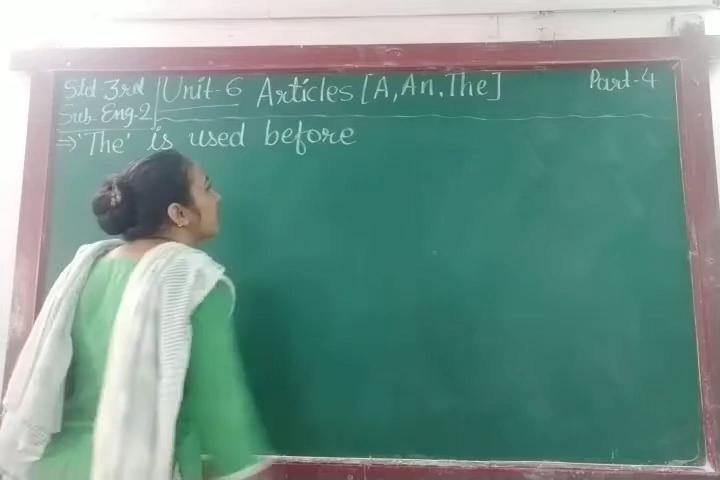 Std 3rd Unit-6 Articles [A, An, The] Part-4
Sub-Eng-2
⇒ 'The' is used before